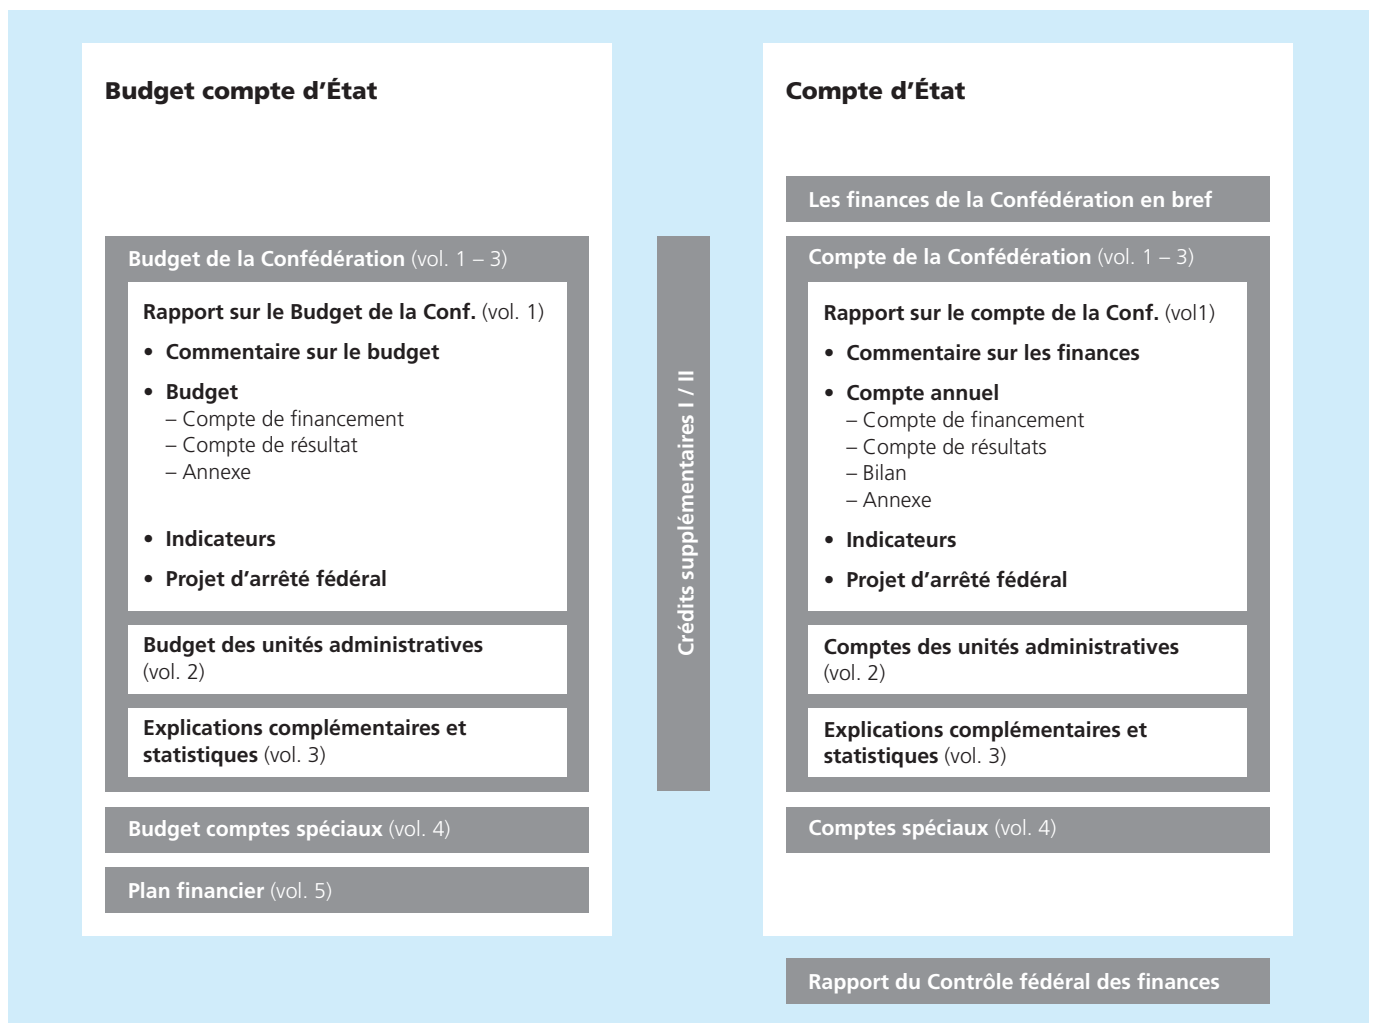 Budget compte d’État
Budget de la Confédération (vol. 1 – 3)
Rapport sur le Budget de la Conf. (vol. 1)
• Commentaire sur le budget
• Budget
– Compte de financement
– Compte de résultat
– Annexe
• Indicateurs
• Projet d’arrêté fédéral
Budget des unités administratives
(vol. 2)
Explications complémentaires et
statistiques (vol. 3)
Budget comptes spéciaux (vol. 4)
Plan financier (vol. 5)
Crédits supplémentaires I / II
Compte d’État
Les finances de la Confédération en bref
Compte de la Confédération (vol. 1 – 3)
Rapport sur le compte de la Conf. (vol1)
• Commentaire sur les finances
• Compte annuel
– Compte de financement
– Compte de résultats
– Bilan
– Annexe
• Indicateurs
• Projet d’arrêté fédéral
Comptes des unités administratives
(vol. 2)
Explications complémentaires et
statistiques (vol. 3)
Comptes spéciaux (vol. 4)
Rapport du Contrôle fédéral des finances